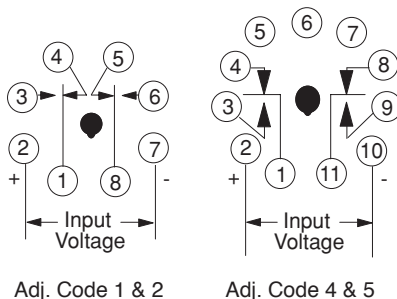 4 5
3 6
2 7
+ 1 8 -
Input
Voltage
Adj. Code 1 & 2
6
5 7
4 8
3 9
2 10
+ 1 11 -
Input
Voltage
Adj. Code 4 & 5